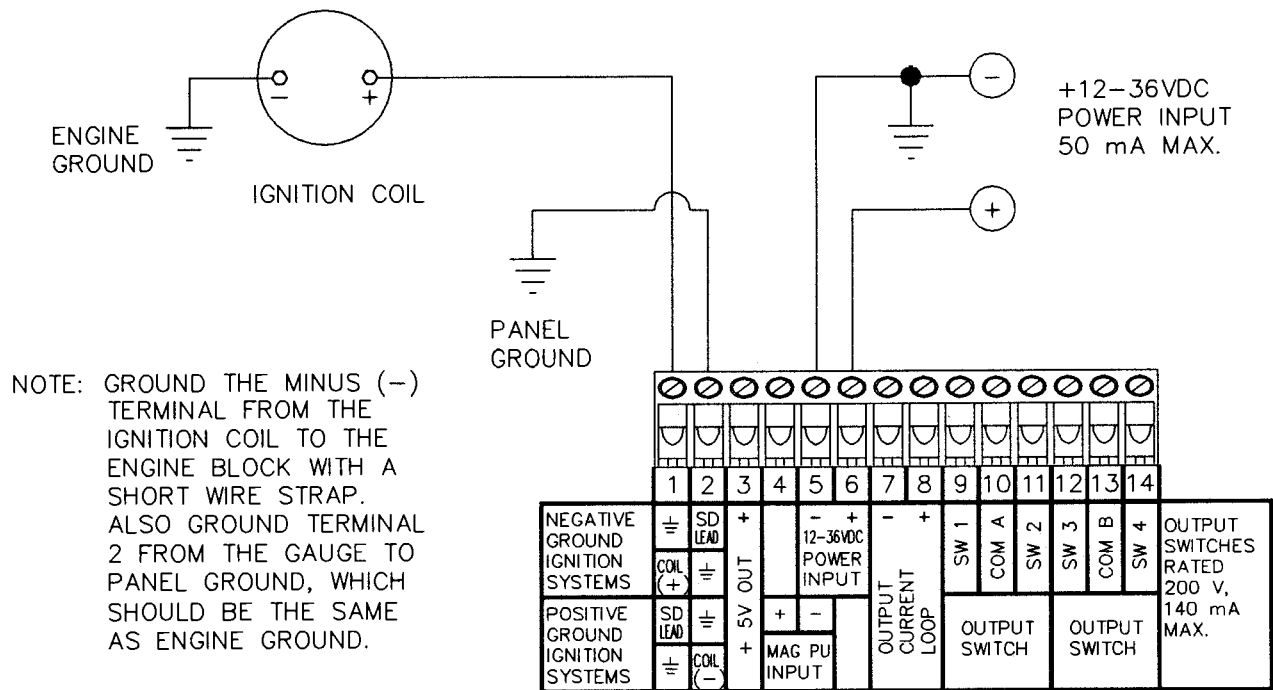 −
+
ENGINE
GROUND
IGNITION COIL
−
+
+12−36VDC
POWER INPUT
50 mA MAX.
PANEL
GROUND
NOTE: GROUND THE MINUS (−)
TERMINAL FROM THE
IGNITION COIL TO THE
ENGINE BLOCK WITH A
SHORT WIRE STRAP.
ALSO GROUND TERMINAL
2 FROM THE GAUGE TO
PANEL GROUND, WHICH
SHOULD BE THE SAME
AS ENGINE GROUND.
1 2 3 4 5 6 7 8 9 10 11 12 13 14
NEGATIVE
GROUND
IGNITION
SYSTEMS
SD
LEAD
COIL
(+)
POSITIVE
GROUND
IGNITION
SYSTEMS
SD
LEAD
COIL
(−)
+ 5V OUT +
− +
12−36VDC
POWER
INPUT
+ −
MAG PU
INPUT
− +
OUTPUT
CURRENT
LOOP
SW 1
COM A
SW 2
SW 3
COM B
SW 4
OUTPUT
SWITCH
OUTPUT
SWITCH
OUTPUT
SWITCHES
RATED
200 V,
140 mA
MAX.